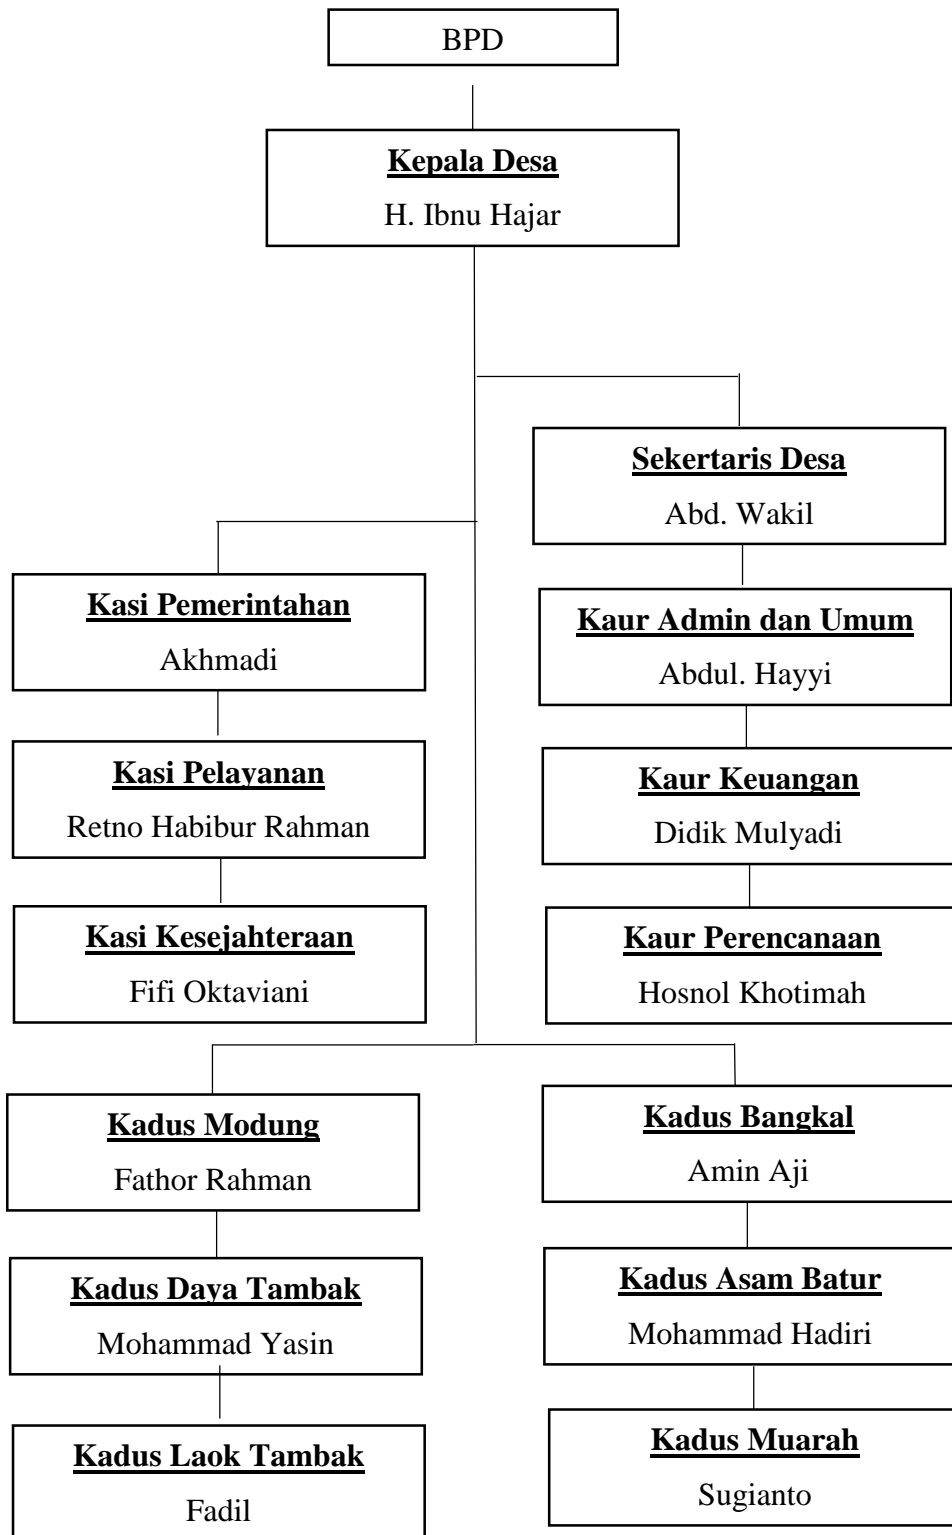 BPD
Kepala Desa
H. Ibnu Hajar
Sekertaris Desa
Abd. Wakil
Kasi Pemerintahan
Akhmadi
Kaur Admin dan Umum
Abdul. Hayyi
Kasi Pelayanan
Retno Habibur Rahman
Kaur Keuangan
Didik Mulyadi
Kasi Kesejahteraan
Fifi Oktaviani
Kaur Perencanaan
Hosnol Khotimah
Kadus Modung
Fathor Rahman
Kadus Bangkal
Amin Aji
Kadus Daya Tambak
Mohammad Yasin
Kadus Asam Batur
Mohammad Hadiri
Kadus Laok Tambak
Fadil
Kadus Muarah
Sugianto